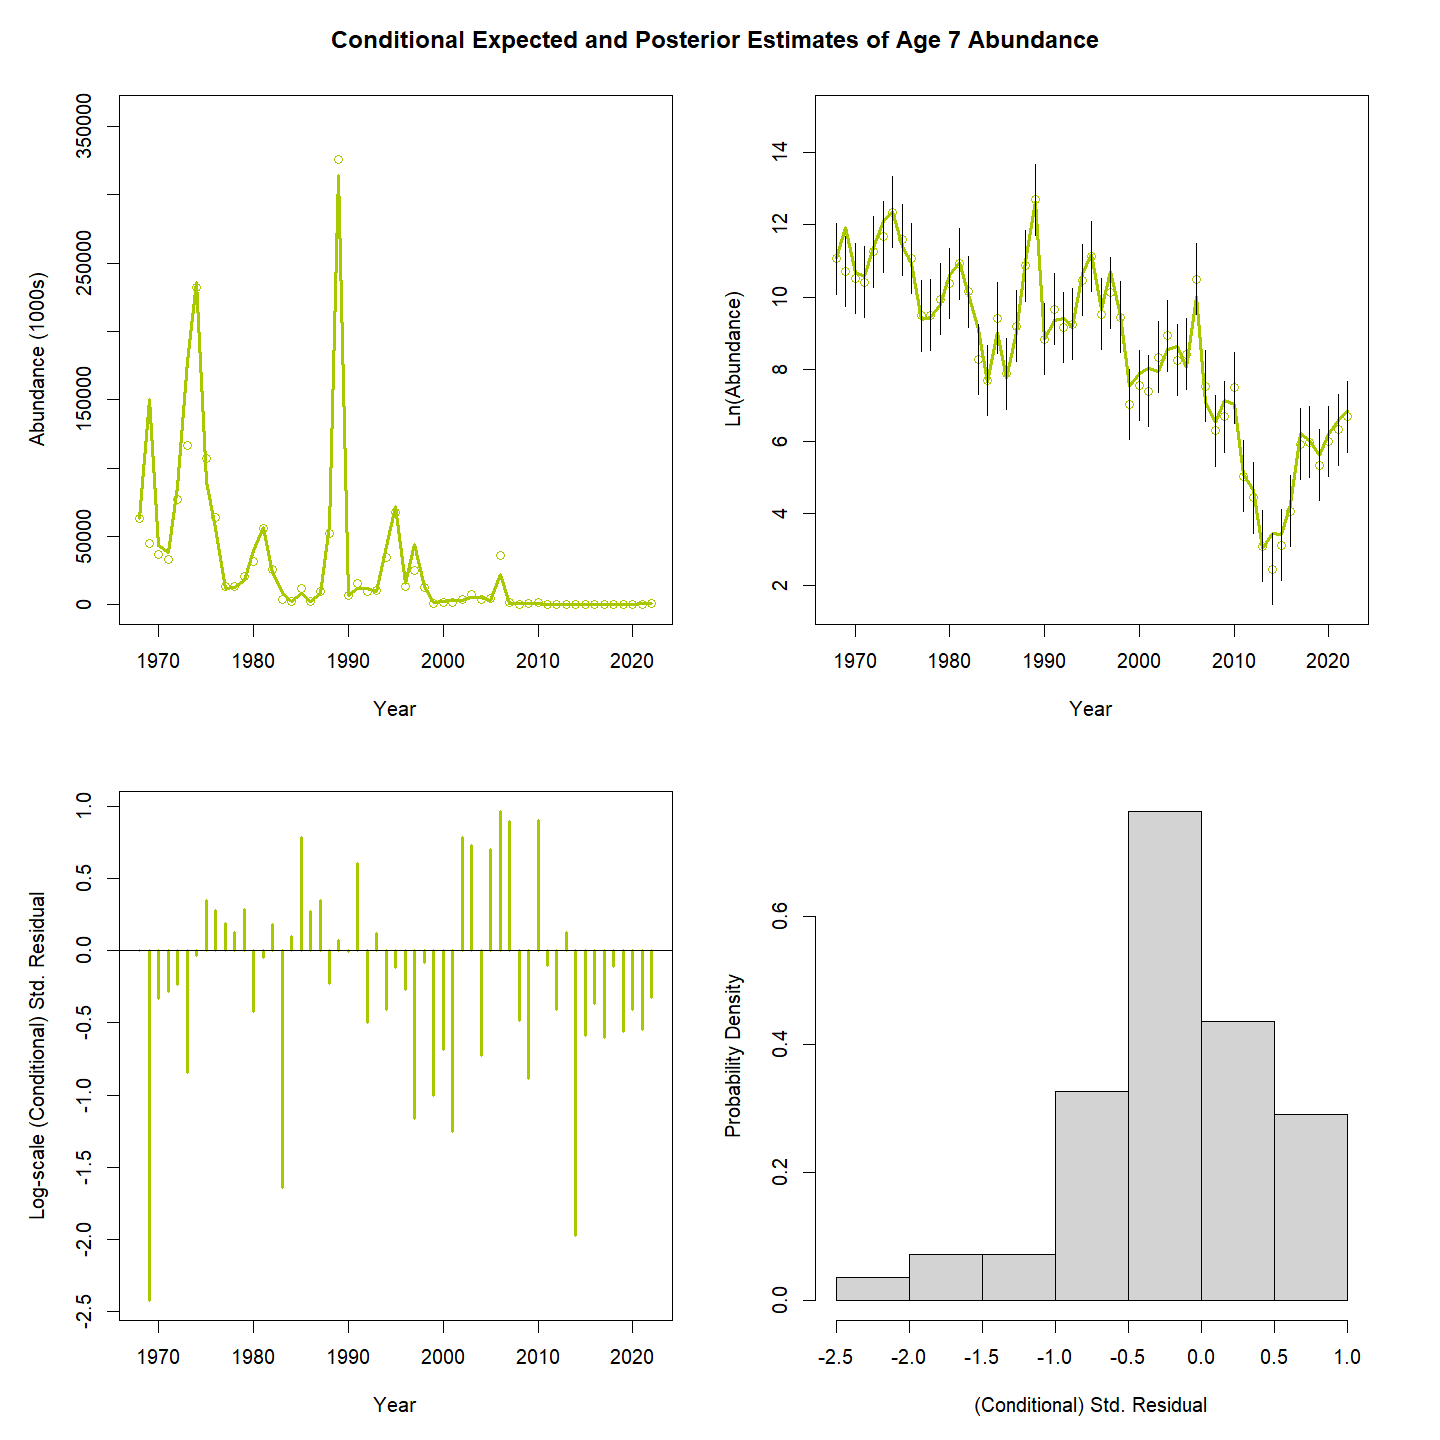 Conditional Expected and Posterior Estimates of Age 7 Abundance
Abundance (1000s)
350000
250000
150000
50000
0
1970 1980 1990 2000 2010 2020
Year
Ln(Abundance)
14
12
10
8
6
4
2
1970 1980 1990 2000 2010 2020
Year
Log-scale (Conditional) Std. Residual
1.0
0.5
0.0
-0.5
-1.0
-1.5
-2.0
-2.5
1970 1980 1990 2000 2010 2020
Year
Probability Density
0.6
0.4
0.2
0.0
-2.5 -2.0 -1.5 -1.0 -0.5 0.0 0.5 1.0
(Conditional) Std. Residual